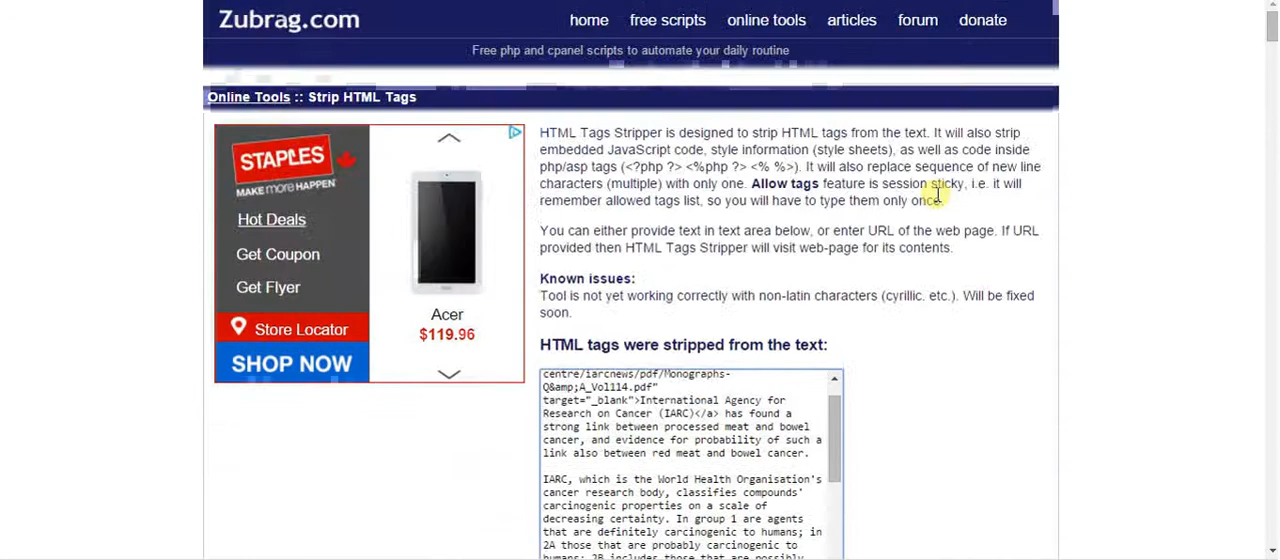 Zubrag.com
home free scripts online tools articles forum donate
Free php and cpanel scripts to automate your daily routine
Online Tools :: Strip HTML Tags
STAPLES
MAKE more HAPPEN
Hot Deals
Get Coupon
Get Flyer
Store Locator
SHOP NOW
Acer
$119.96
HTML Tags Stripper is designed to strip HTML tags from the text. It will also strip
embedded JavaScript code, style information (style sheets), as well as code inside
php/asp tags (<?php ?> <%php ?> <% %>). It will also replace sequence of new line
characters (multiple) with only one. Allow tags feature is session sticky, i.e. it will
remember allowed tags list, so you will have to type them only once.
You can either provide text in text area below, or enter URL of the web page. If URL
provided then HTML Tags Stripper will visit web-page for its contents.
Known issues:
Tool is not yet working correctly with non-latin characters (cyrillic, etc.). Will be fixed
soon.
HTML tags were stripped from the text:
centre/iarcnews/pdf/Monographs-
Q&amp;A_Vol114.pdf"
target="_blank">International Agency for
Research on Cancer (IARC)</a> has found a
strong link between processed meat and bowel
cancer, and evidence for probability of such a
link also between red meat and bowel cancer.
IARC, which is the World Health Organisation's
cancer research body, classifies compounds'
carcinogenic properties on a scale of
decreasing certainty. In group 1 are agents
that are definitely carcinogenic to humans; in
2A those that are probably carcinogenic to
humans; 2B includes those that are possibly